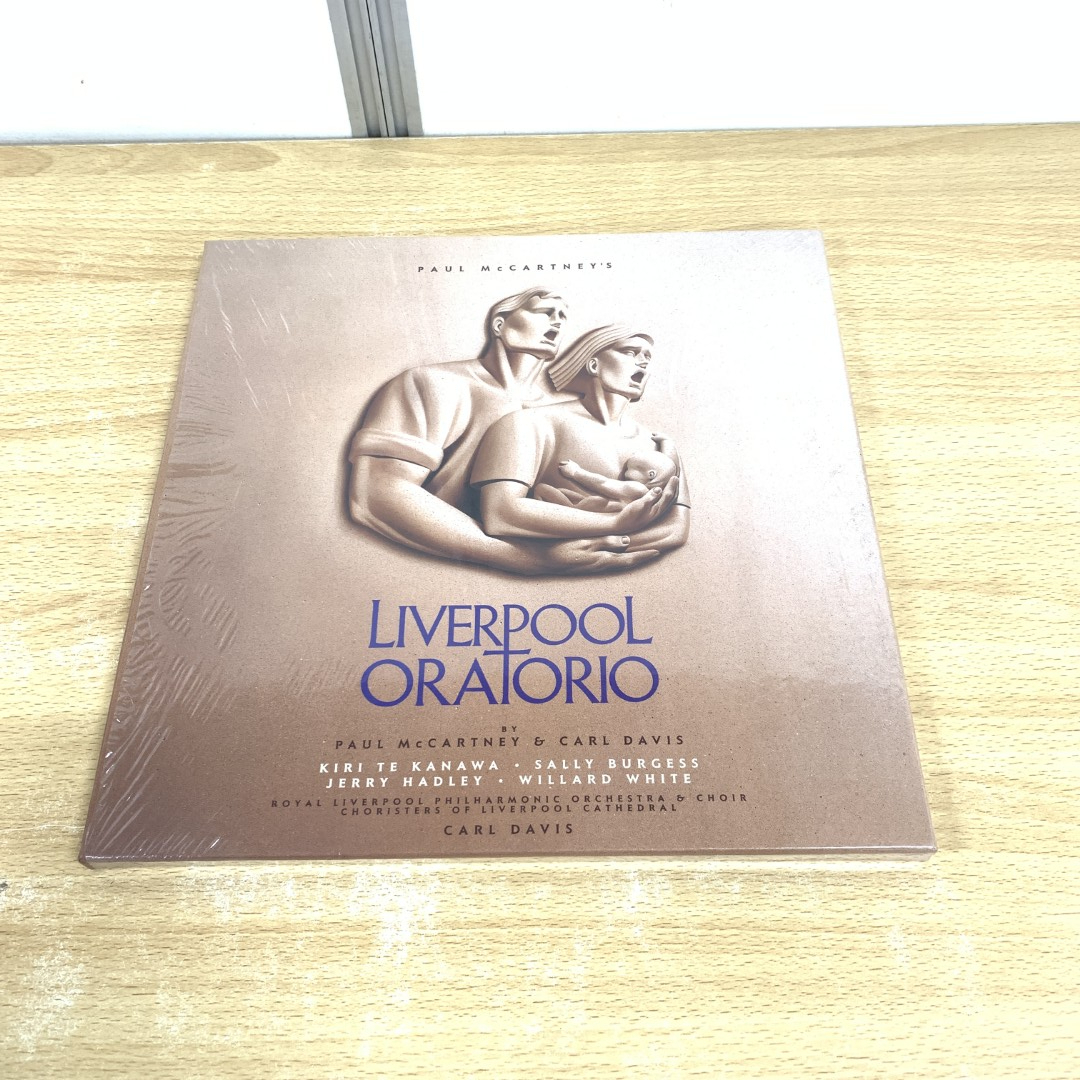 PAUL McCARTNEY'S
LIVERPOOL
ORATORIO
BY
PAUL McCARTNEY & CARL DAVIS
KIRI TE KANAWA • SALLY BURGESS
JERRY HADLEY • WILLARD WHITE
ROYAL LIVERPOOL PHILHARMONIC ORCHESTRA & CHOIR
CHORISTERS OF LIVERPOOL CATHEDRAL
CARL DAVIS